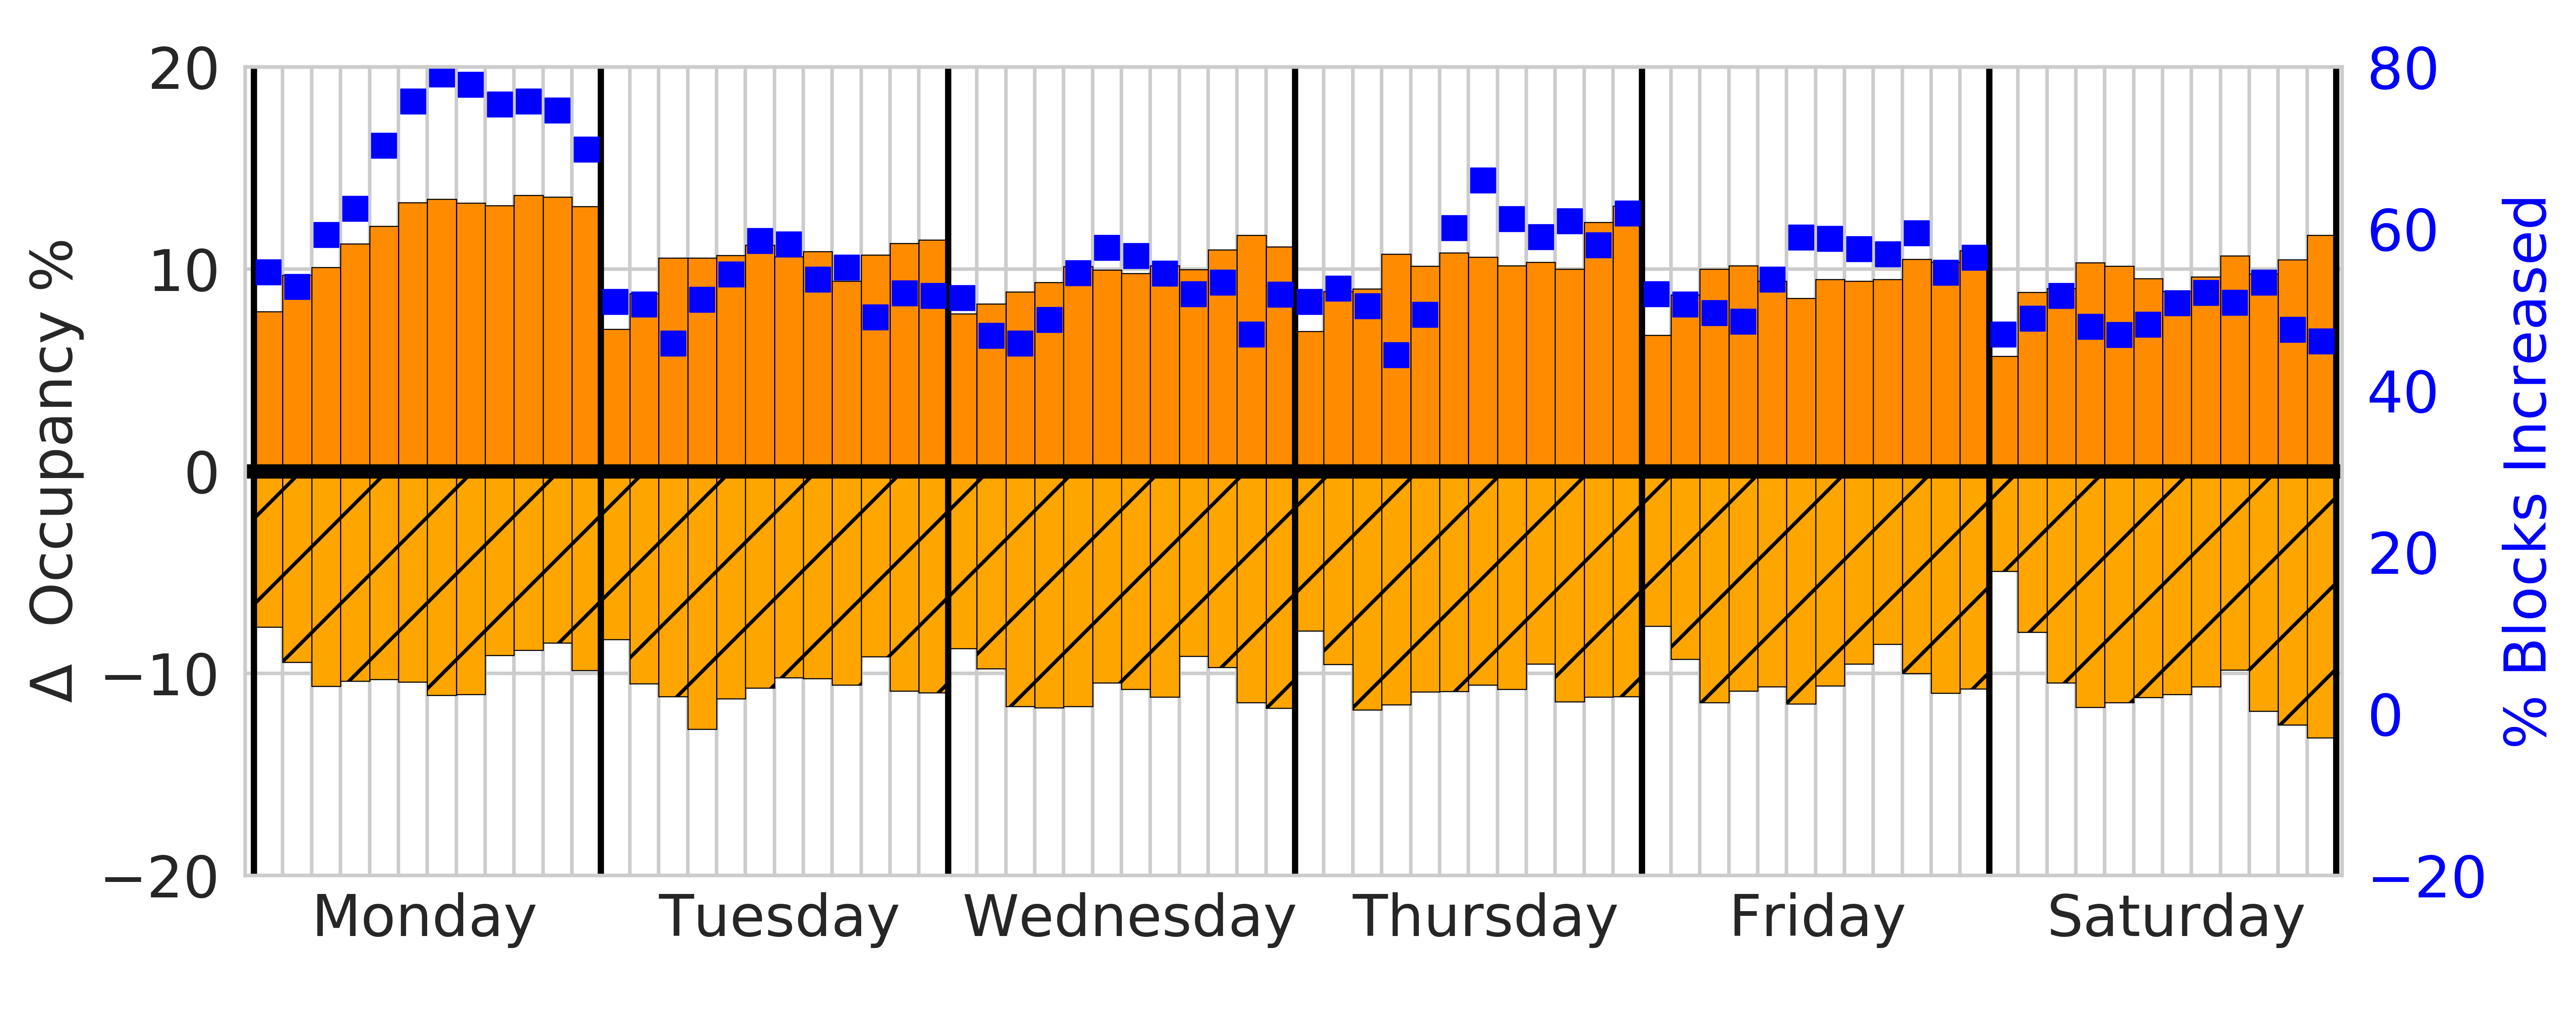 20
10
0
−10
−20
Δ Occupancy %
80
60
40
20
0
−20
% Blocks Increased
Monday
Tuesday
Wednesday
Thursday
Friday
Saturday